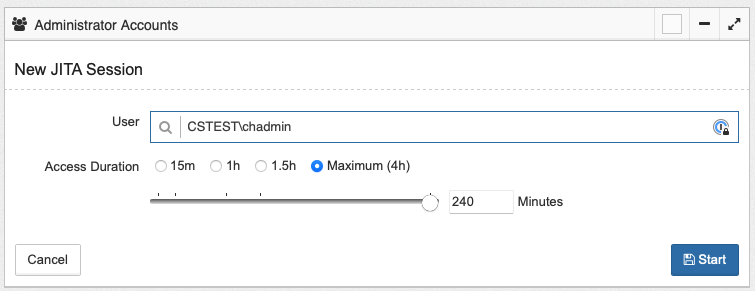 Administrator Accounts
New JITA Session
User CSTEST\chadmin
Access Duration 15m 1h 1.5h Maximum (4h)
240 Minutes
Cancel Start